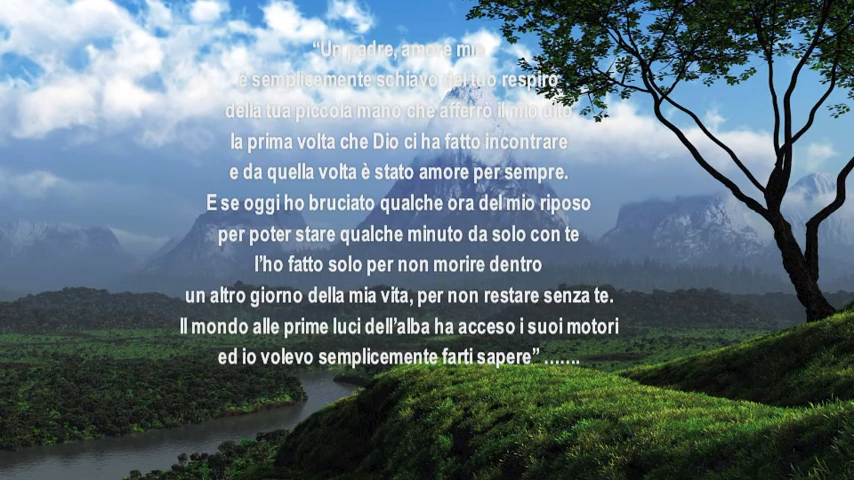 “Un padre, amore mio
è semplicemente schiavo del tuo respiro
della tua piccola mano che afferrò il mio dito
la prima volta che Dio ci ha fatto incontrare
e da quella volta è stato amore per sempre.
E se oggi ho bruciato qualche ora del mio riposo
per poter stare qualche minuto da solo con te
l’ho fatto solo per non morire dentro
un altro giorno della mia vita, per non restare senza te.
Il mondo alle prime luci dell’alba ha acceso i suoi motori
ed io volevo semplicemente farti sapere” …….